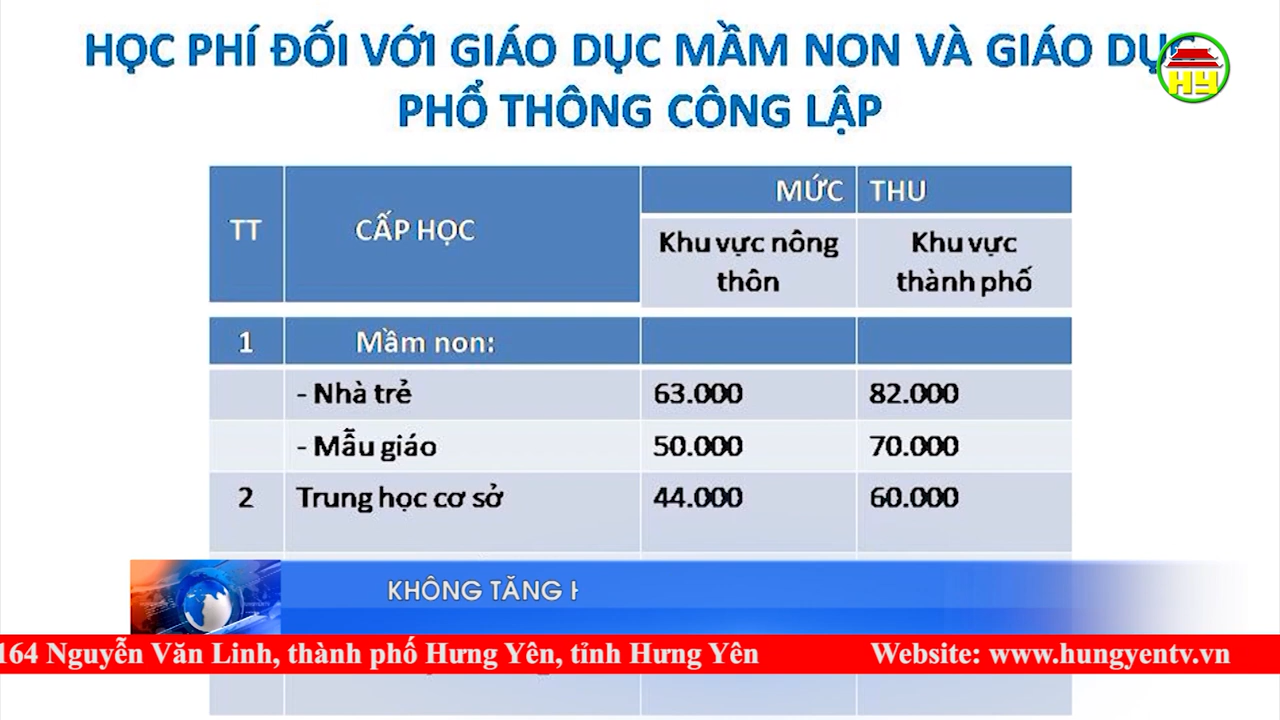 HỌC PHÍ ĐỐI VỚI GIÁO DỤC MẦM NON VÀ GIÁO DỤC
PHỔ THÔNG CÔNG LẬP
HY
TT CẤP HỌC MỨC THU
Khu vực nông thôn Khu vực thành phố
1 Mầm non:
- Nhà trẻ 63.000 82.000
- Mẫu giáo 50.000 70.000
2 Trung học cơ sở 44.000 60.000
KHÔNG TĂNG
164 Nguyễn Văn Linh, thành phố Hưng Yên, tỉnh Hưng Yên Website: www.hungyentv.vn